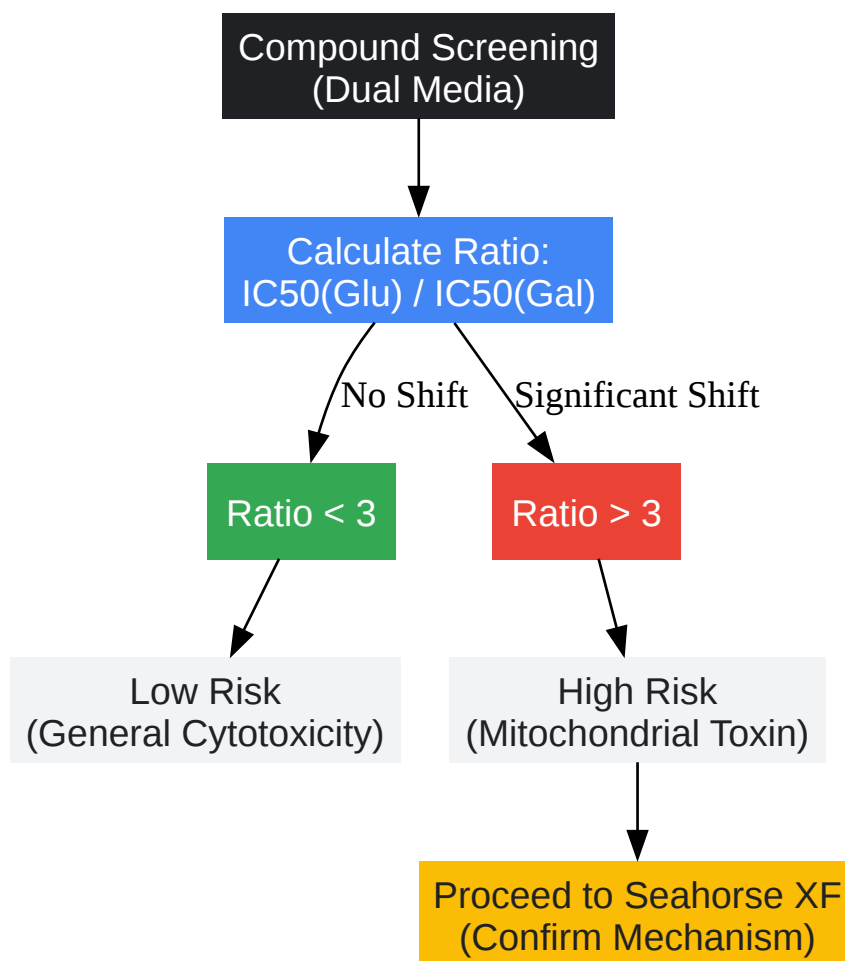 Compound Screening
(Dual Media)
Calculate Ratio:
IC50(Glu) / IC50(Gal)
No Shift
Significant Shift
Ratio < 3
Ratio > 3
Low Risk
(General Cytotoxicity)
High Risk
(Mitochondrial Toxin)
Proceed to Seahorse XF
(Confirm Mechanism)